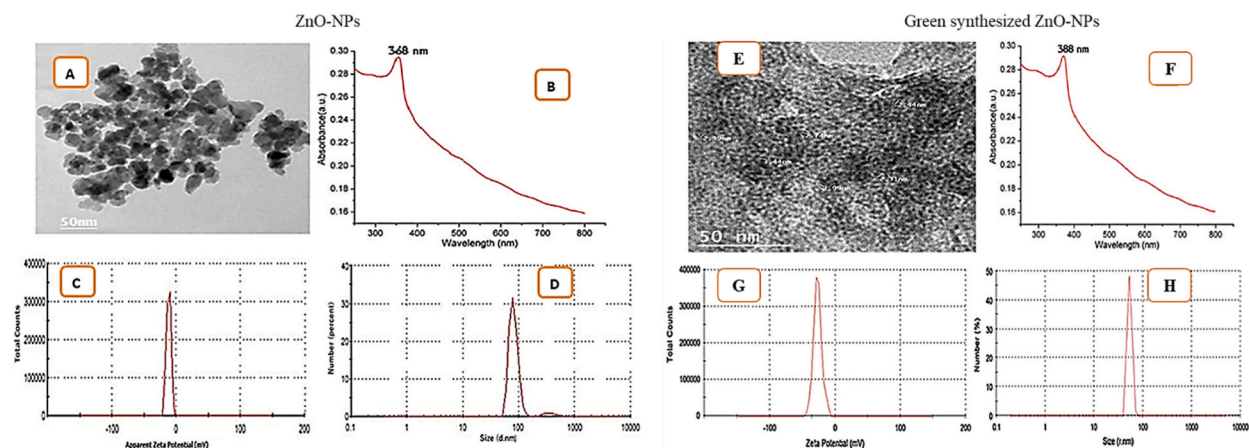 ZnO-NPs
Green synthesized ZnO-NPs
A
50nm
368 nm
B
Absorbance(a.u.)
0.30
0.28
0.26
0.24
0.22
0.20
0.18
0.16
300 400 500 600 700 800
Wavelength (nm)
E
50 nm
388 nm
F
Absorbance(a.u.)
0.30
0.28
0.26
0.24
0.22
0.20
0.18
0.16
300 400 500 600 700 800
Wavelength (nm)
C
Total Counts
400000
300000
200000
100000
0
-100 0 100 200
Apparent Zeta Potential (mV)
D
Number (percent)
40
30
20
10
0
0.1 1 10 100 1000 10000
Size (d.nm)
G
Total Counts
400000
300000
200000
100000
0
-100 0 100 200
Zeta Potential (mV)
H
Number (%)
50
40
30
20
10
0
0.1 1 10 100 1000 10000
Size (r.nm)